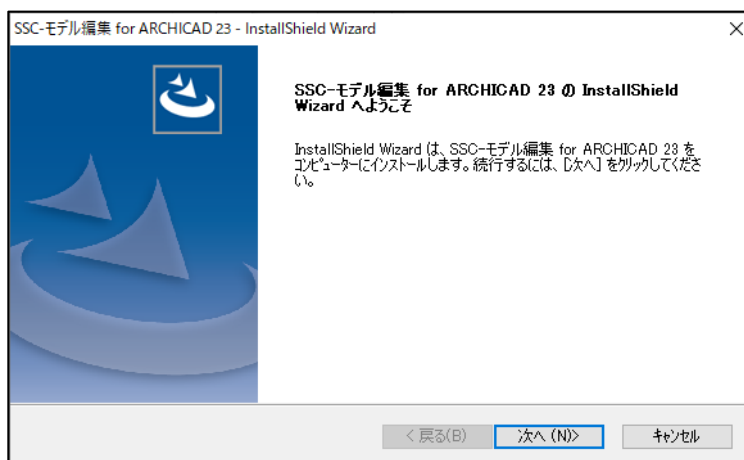 SSC-モデル編集 for ARCHICAD 23 - InstallShield Wizard
SSC-モデル編集 for ARCHICAD 23 の InstallShield
Wizard へようこそ
InstallShield Wizard は、SSC-モデル編集 for ARCHICAD 23 を
コンピューターにインストールします。続行するには、[次へ] をクリックしてくださ
い。
< 戻る(B)
次へ (N)>
キャンセル